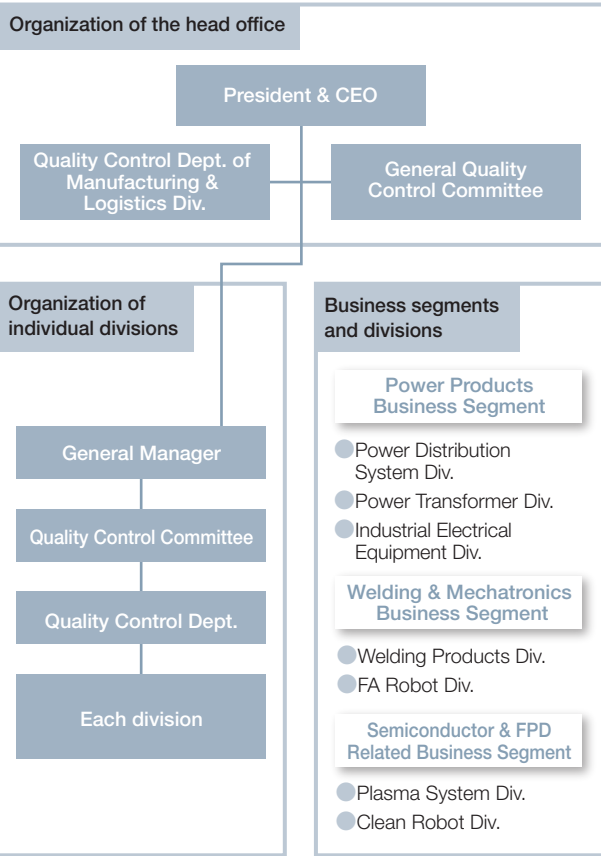 Organization of the head office
President & CEO
Quality Control Dept. of
Manufacturing &
Logistics Div.
General Quality
Control Committee
Organization of
individual divisions
General Manager
Quality Control Committee
Quality Control Dept.
Each division
Business segments
and divisions
Power Products
Business Segment
Power Distribution
System Div.
Power Transformer Div.
Industrial Electrical
Equipment Div.
Welding & Mechatronics
Business Segment
Welding Products Div.
FA Robot Div.
Semiconductor & FPD
Related Business Segment
Plasma System Div.
Clean Robot Div.